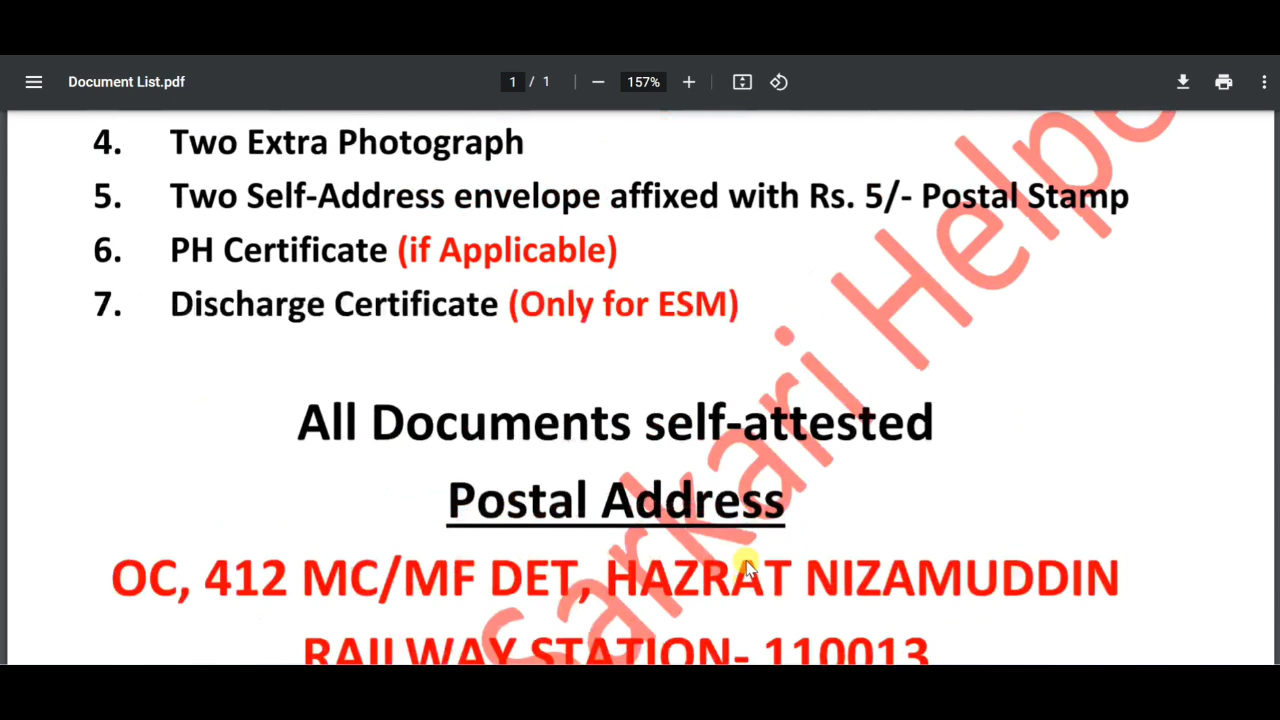 Document List.pdf
1 / 1
157%
4. Two Extra Photograph
5. Two Self-Address envelope affixed with Rs. 5/- Postal Stamp
6. PH Certificate (if Applicable)
7. Discharge Certificate (Only for ESM)
All Documents self-attested
Postal Address
OC, 412 MC/MF DET, HAZRAT NIZAMUDDIN
RAILWAY STATION- 110013
Sarkari Helpe